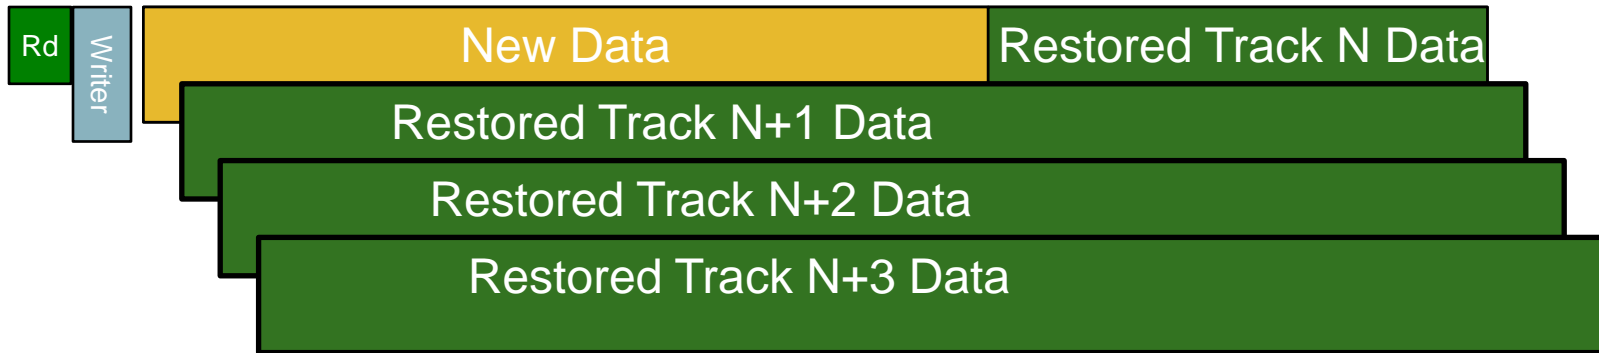 Rd
Writer
New Data
Restored Track N Data
Restored Track N+1 Data
Restored Track N+2 Data
Restored Track N+3 Data